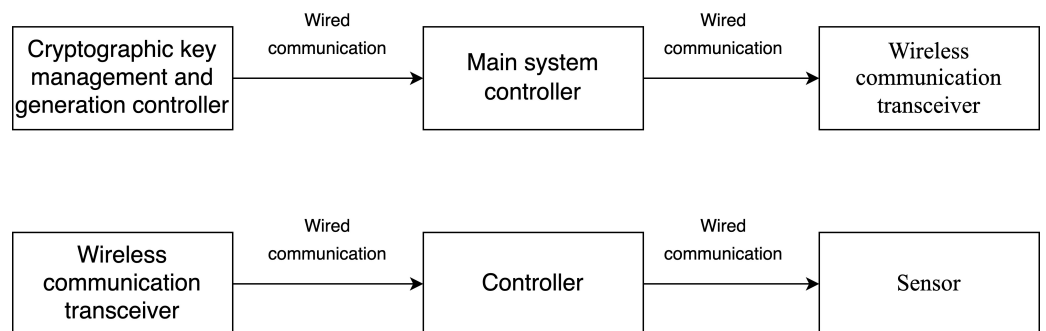 Wired
communication
Wired
communication
Cryptographic key
management and
generation controller
Main system
controller
Wireless
communication
transceiver
Wired
communication
Wired
communication
Wireless
communication
transceiver
Controller
Sensor